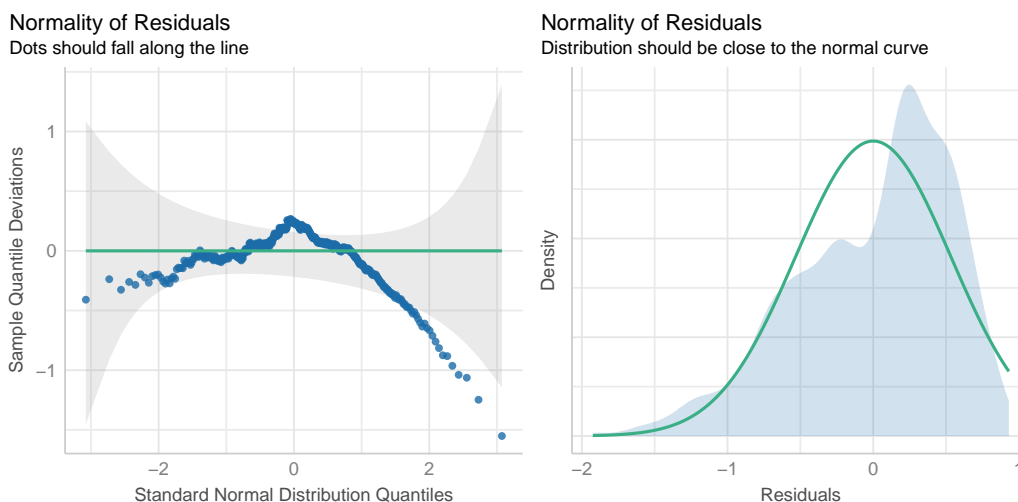 Normality of Residuals
Dots should fall along the line
1
0
−1
Sample Quantile Deviations
−2
0
2
Standard Normal Distribution Quantiles
Normality of Residuals
Distribution should be close to the normal curve
Density
−2
−1
0
1
Residuals